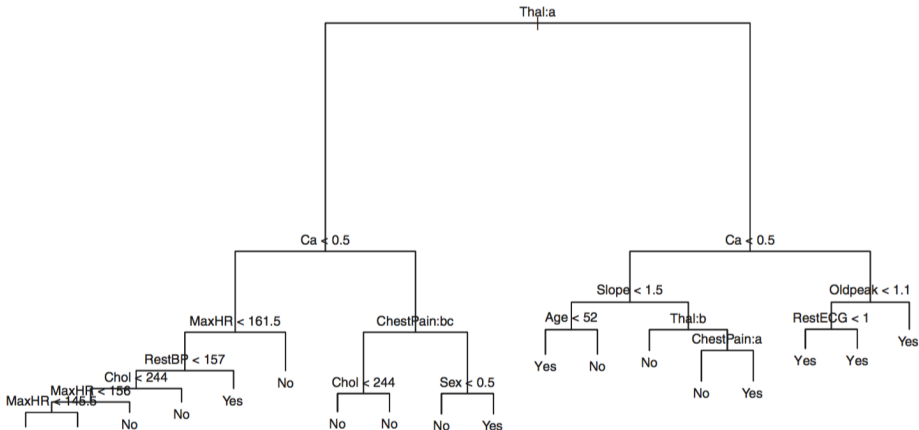 Thal:a
Ca < 0.5
Ca < 0.5
Slope < 1.5
Oldpeak < 1.1
MaxHR < 161.5
ChestPain:bc
Age < 52
Thal:b
RestECG < 1
ChestPain:a
Yes
RestBP < 157
Yes
No
No
Yes
Yes
Chol < 244
No
Chol < 244
Sex < 0.5
MaxHR < 156
No
Yes
MaxHR < 145.5
Yes
No
No
No
No
No
Yes